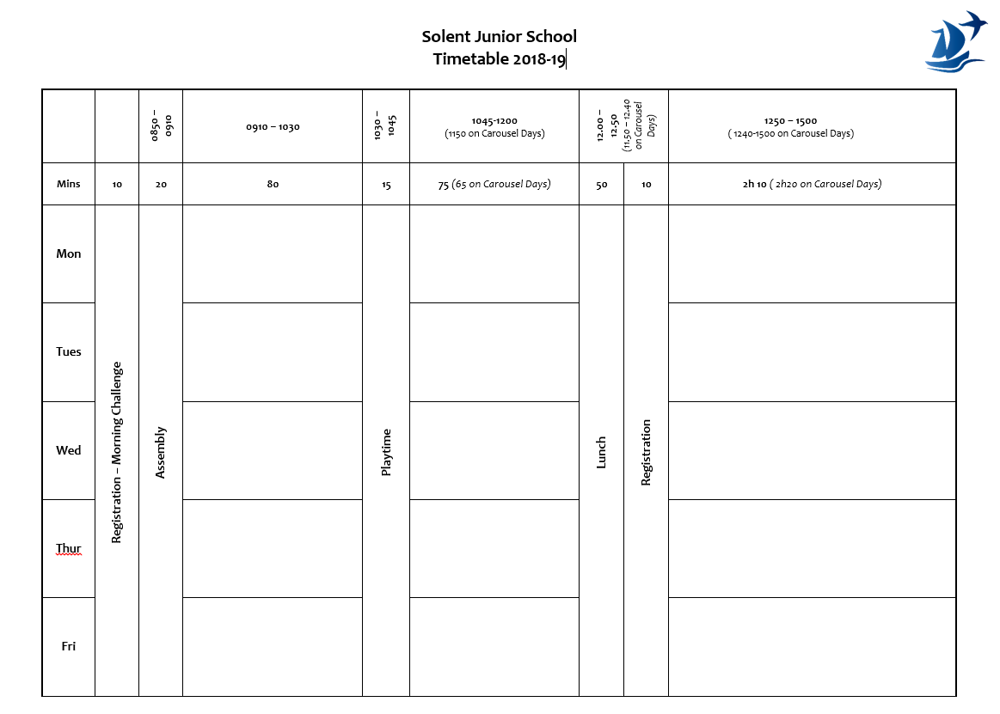 Solent Junior School
Timetable 2018-19
0850 –
0910
0910 – 1030
1030 –
1045
1045-1200
(1150 on Carousel Days)
12.00 –
12.50
(11.50 – 12.40
on Carousel
Days)
1250 – 1500
( 1240-1500 on Carousel Days)
Mins
10
20
80
15
75 (65 on Carousel Days)
50
10
2h 10 ( 2h20 on Carousel Days)
Mon
Tues
Wed
Thur
Fri
Registration – Morning Challenge
Assembly
Playtime
Lunch
Registration